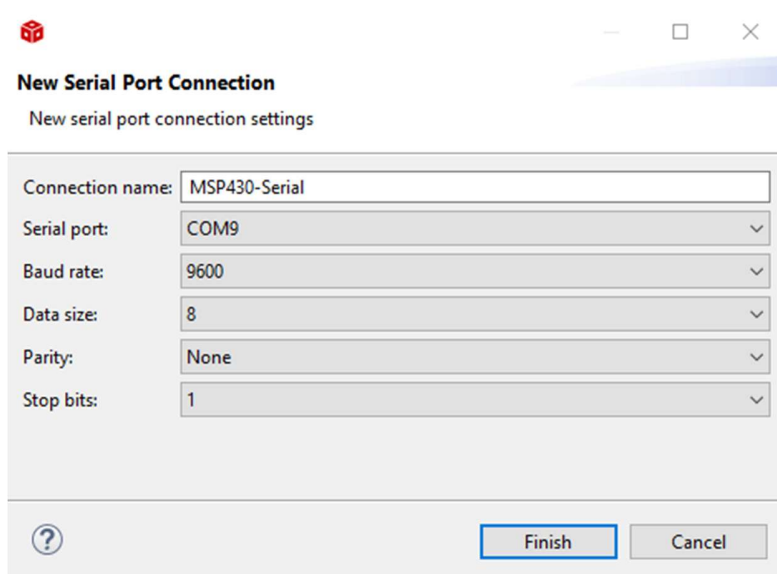 New Serial Port Connection
New serial port connection settings
Connection name: MSP430-Serial
Serial port: COM9
Baud rate: 9600
Data size: 8
Parity: None
Stop bits: 1
? Finish Cancel